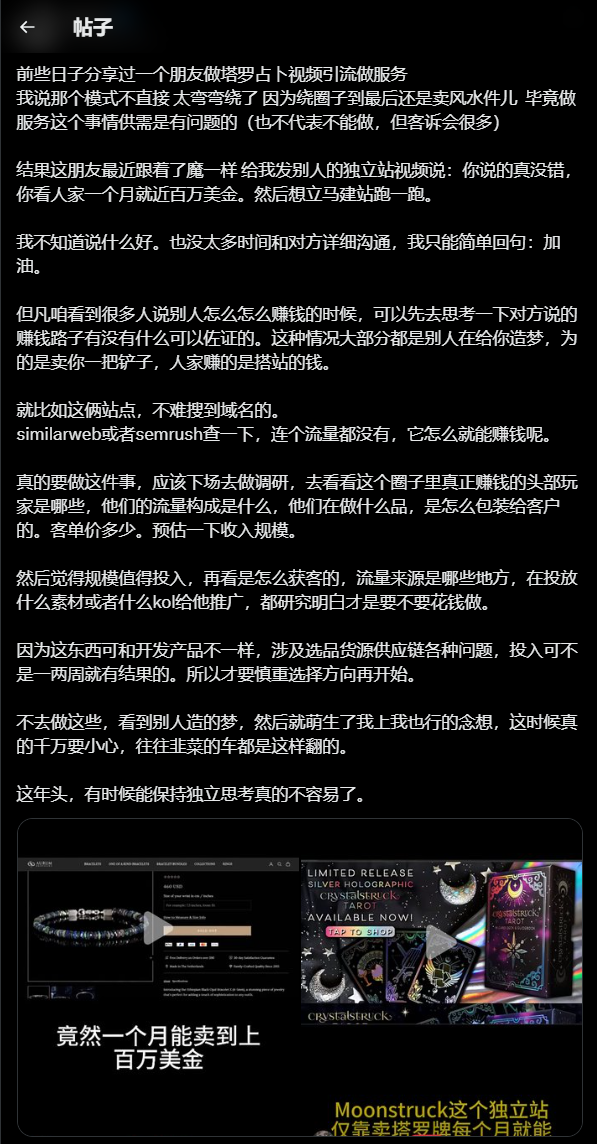 帖子
前些日子分享过一个朋友做塔罗占卜视频引流做服务
我说那个模式不直接 太弯弯绕了 因为绕圈子到最后还是卖风水件儿 毕竟做
服务这个事情供需是有问题的（也不代表不能做，但客诉会很多）
结果这朋友最近跟着了魔一样 给我发别人的独立站视频说：你说的真没错，
你看人家一个月就近百万美金。然后想立马建站跑一跑。
我不知道说什么好。也没太多时间和对方详细沟通，我只能简单回句：加
油。
但凡咱看到很多人说别人怎么怎么赚钱的时候，可以先去思考一下对方说的
赚钱路子有没有什么可以佐证的。这种情况大部分都是别人在给你造梦，为
的是卖你一把铲子，人家赚的是搭站的钱。
就比如这俩站点，不难搜到域名的。
similarweb或者semrush查一下，连个流量都没有，它怎么就能赚钱呢。
真的要做这件事，应该下场去做调研，去看看这个圈子里真正赚钱的头部玩
家是哪些，他们的流量构成是什么，他们在做什么品，是怎么包装给客户
的。客单价多少。预估一下收入规模。
然后觉得规模值得投入，再看是怎么获客的，流量来源是哪些地方，在投放
什么素材或者什么kol给他推广，都研究明白才是要不要花钱做。
因为这东西可和开发产品不一样，涉及选品货源供应链各种问题，投入可不
是一两周就有结果的。所以才要慎重选择方向再开始。
不去做这些，看到别人造的梦，然后就萌生了我上我也行的念想，这时候真
的千万要小心，往往韭菜的车都是这样翻的。
这年头，有时候能保持独立思考真的不容易了。
竟然一个月能卖到上
百万美金
LIMITED RELEASE
SILVER HOLOGRAPHIC
CRYSTALSTRUCK
TAROT
AVAILABLE NOW!
TAP TO SHOP
CRYSTALSTRUCK
Moonstruck这个独立站
仅靠卖塔罗牌每个月就能